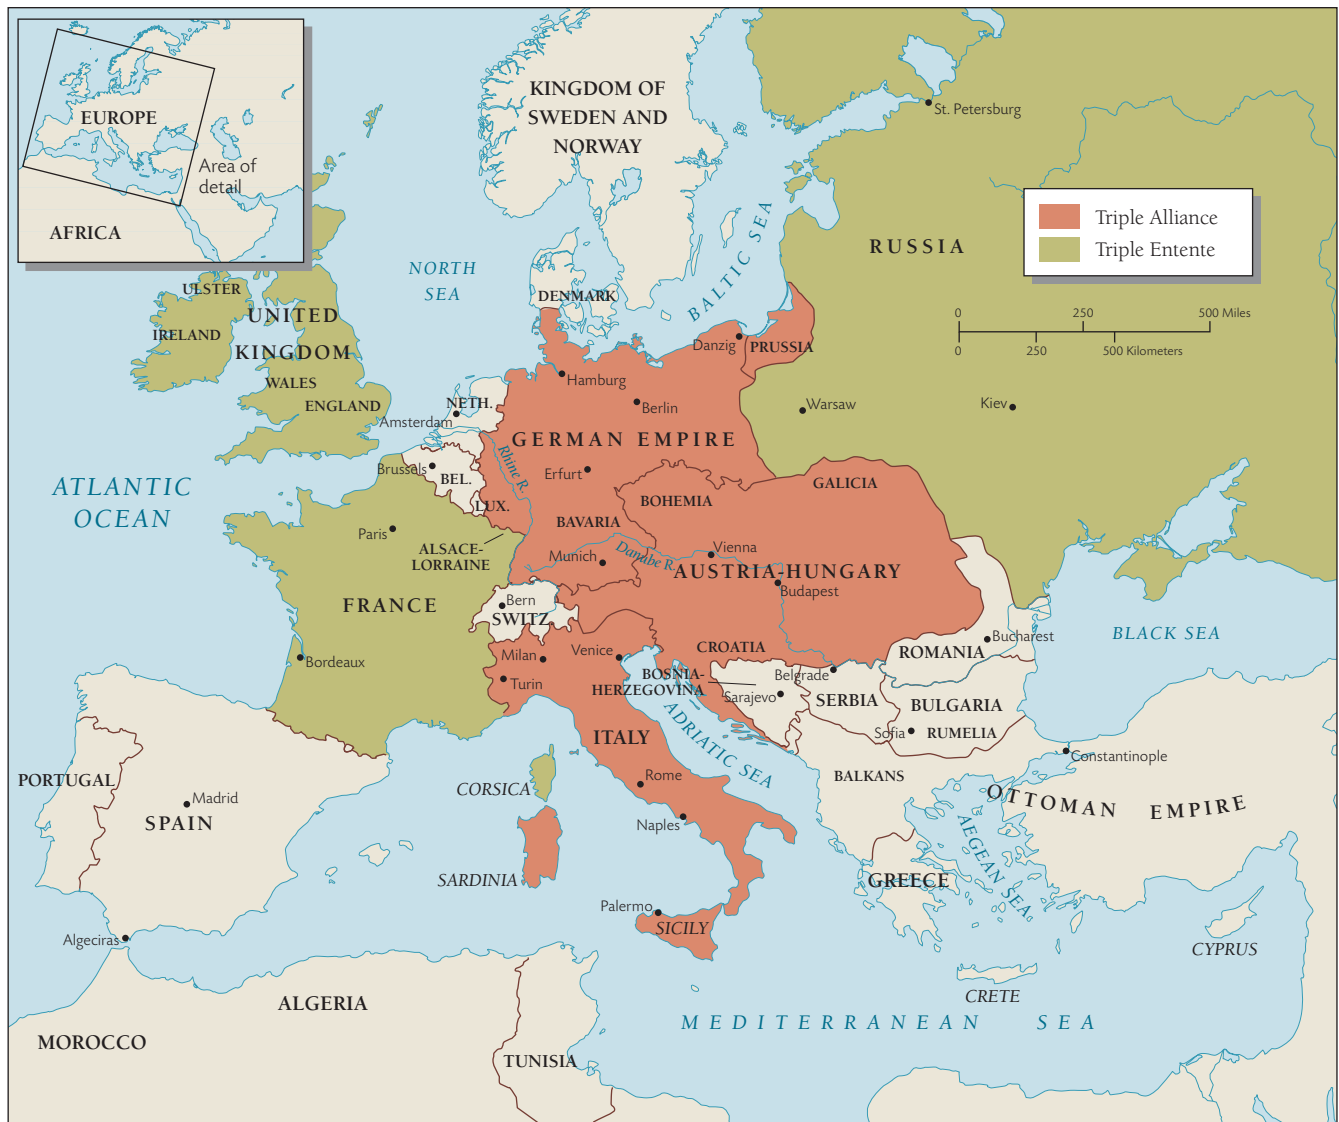 EUROPE
Area of
detail
AFRICA
KINGDOM OF
SWEDEN AND
NORWAY
St. Petersburg
Triple Alliance
Triple Entente
RUSSIA
NORTH
SEA
BALTIC SEA
DENMARK
0 250 500 Miles
0 250 500 Kilometers
ULSTER
UNITED
KINGDOM
IRELAND
WALES
ENGLAND
Danzig
PRUSSIA
Hamburg
Berlin
Warsaw
Kiev
NETH.
Amsterdam
GERMAN EMPIRE
Rhine R.
Erfurt
Brussels
BEL.
LUX.
BOHEMIA
GALICIA
ATLANTIC
OCEAN
Paris
BAVARIA
ALSACE-
LORRAINE
Munich
Danube R.
Vienna
AUSTRIA-HUNGARY
Budapest
FRANCE
Bern
SWITZ.
BLACK SEA
Bucharest
ROMANIA
Bordeaux
Milan
Venice
Turin
CROATIA
BOSNIA-
HERZEGOVINA
Belgrade
Sarajevo
SERBIA
BULGARIA
Sofia
RUMELIA
ITALY
ADRIATIC SEA
Constantinople
BALKANS
OTTOMAN EMPIRE
PORTUGAL
Madrid
SPAIN
CORSICA
Rome
Naples
AEGEAN SEA
SARDINIA
GREECE
Palermo
SICILY
Algeciras
CYPRUS
CRETE
ALGERIA
MEDITERRANEAN SEA
MOROCCO
TUNISIA